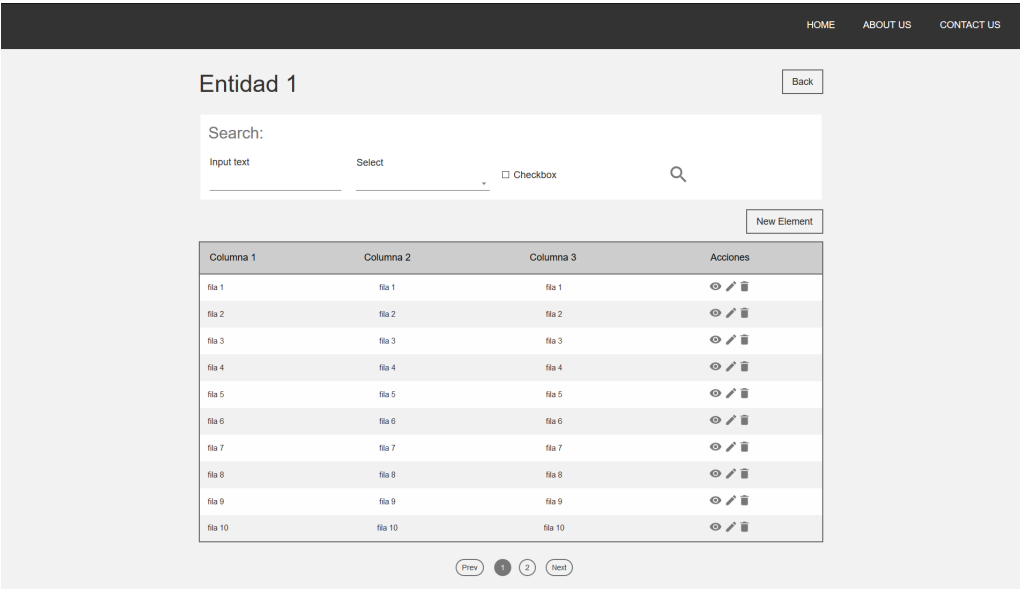 HOME ABOUT US CONTACT US
Entidad 1 Back
Search:
Input text Select
Checkbox
New Element
Columna 1 Columna 2 Columna 3 Acciones
fila 1 fila 1 fila 1
fila 2 fila 2 fila 2
fila 3 fila 3 fila 3
fila 4 fila 4 fila 4
fila 5 fila 5 fila 5
fila 6 fila 6 fila 6
fila 7 fila 7 fila 7
fila 8 fila 8 fila 8
fila 9 fila 9 fila 9
fila 10 fila 10 fila 10
Prev 1 2 Next